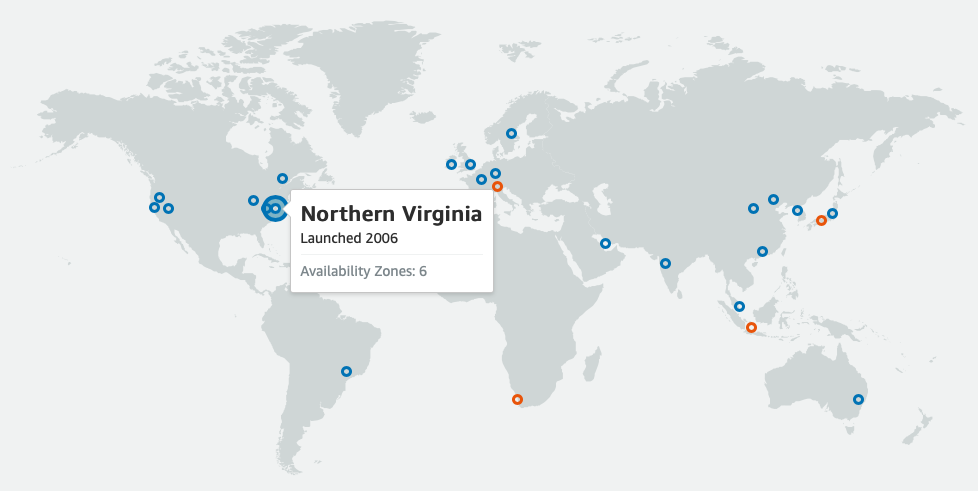 Northern Virginia
Launched 2006
Availability Zones: 6